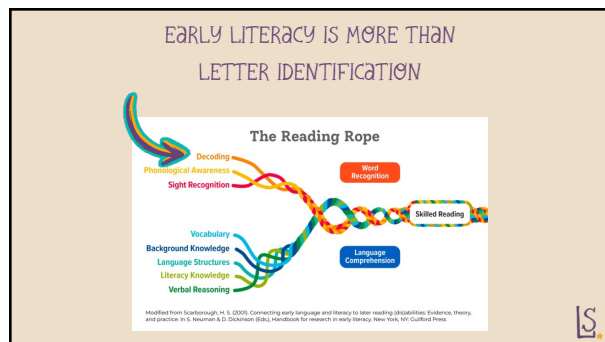 EARLY LITERACY IS MORE THAN
LETTER IDENTIFICATION
The Reading Rope
Decoding
Phonological Awareness
Sight Recognition
Word
Recognition
Skilled Reading
Vocabulary
Background Knowledge
Language Structures
Literacy Knowledge
Verbal Reasoning
Language
Comprehension
Modified from Scarborough, H. S. (2001). Connecting early language and literacy to later reading (dis)abilities: Evidence, theory,
and practice. In S. Neuman & D. Dickinson (Eds.), Handbook for research in early literacy. New York, NY: Guilford Press
LS